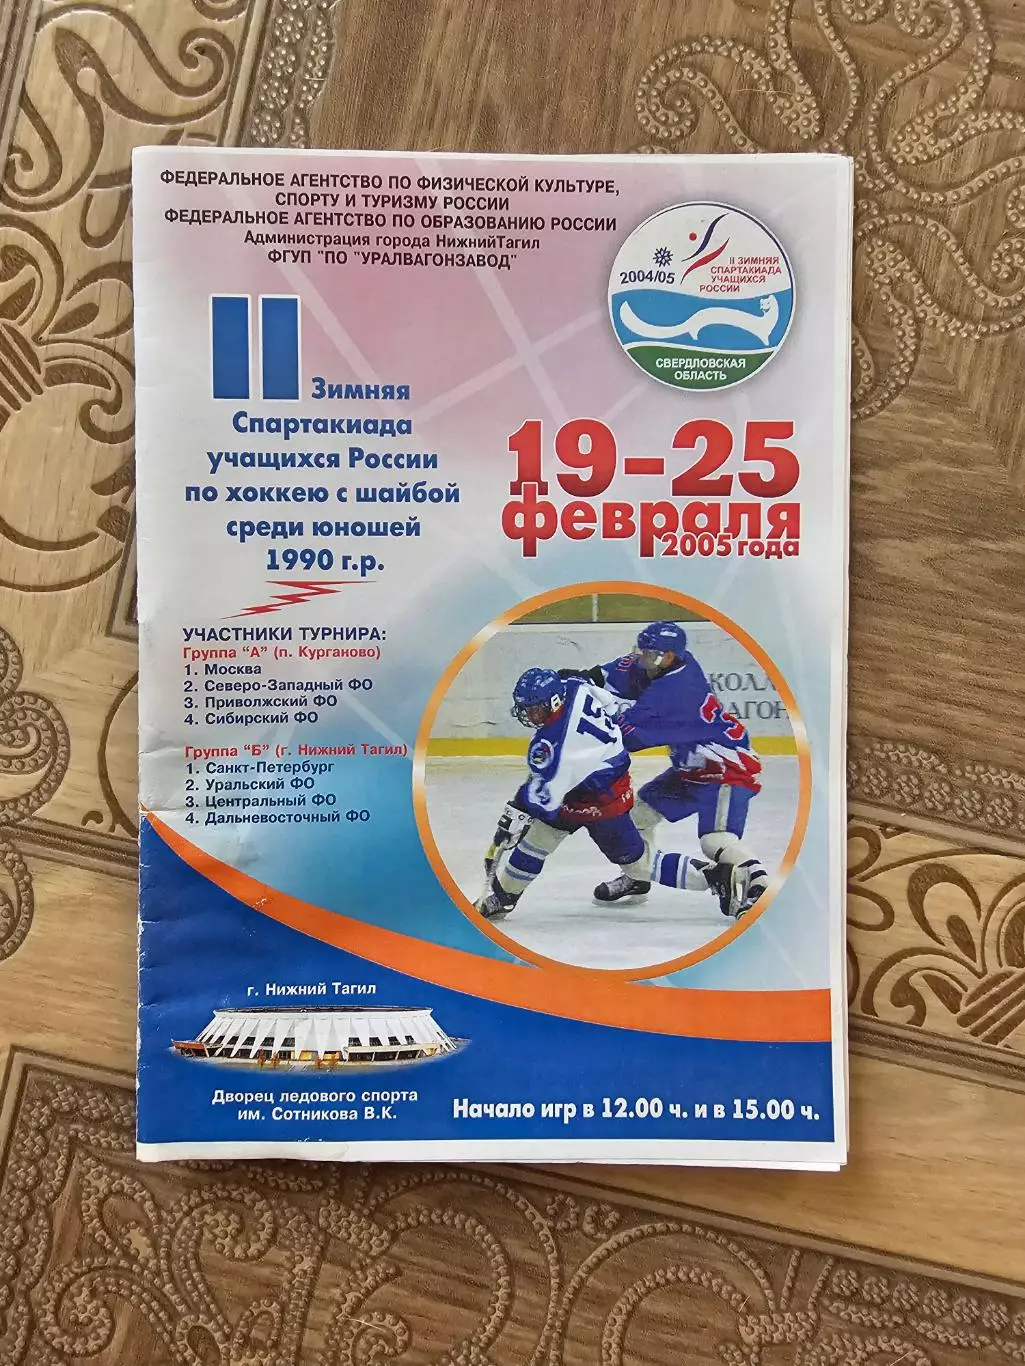 ФЕДЕРАЛЬНОЕ АГЕНТСТВО ПО ФИЗИЧЕСКОЙ КУЛЬТУРЕ,
СПОРТУ И ТУРИЗМУ РОССИИ
ФЕДЕРАЛЬНОЕ АГЕНТСТВО ПО ОБРАЗОВАНИЮ РОССИИ
Администрация города НижнийТагил
ФГУП "ПО "УРАЛВАГОНЗАВОД"
2004/05
II ЗИМНЯЯ
СПАРТАКИАДА
УЧАЩИХСЯ
РОССИИ
СВЕРДЛОВСКАЯ
ОБЛАСТЬ
II Зимняя
Спартакиада
учащихся России
по хоккею с шайбой
среди юношей
1990 г.р.
19-25
февраля
2005 года
УЧАСТНИКИ ТУРНИРА:
Группа "А" (п. Курганово)
1. Москва
2. Северо-Западный ФО
3. Приволжский ФО
4. Сибирский ФО
Группа "Б" (г. Нижний Тагил)
1. Санкт-Петербург
2. Уральский ФО
3. Центральный ФО
4. Дальневосточный ФО
КОЛЛ
АГОН
15
г. Нижний Тагил
Дворец ледового спорта
им. Сотникова В.К.
Начало игр в 12.00 ч. и в 15.00 ч.